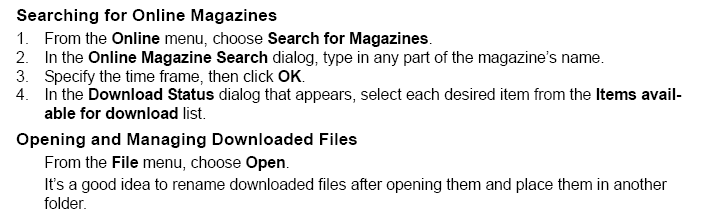 Searching for Online Magazines
1. From the Online menu, choose Search for Magazines.
2. In the Online Magazine Search dialog, type in any part of the magazine's name.
3. Specify the time frame, then click OK.
4. In the Download Status dialog that appears, select each desired item from the Items avail-
able for download list.
Opening and Managing Downloaded Files
From the File menu, choose Open.
It's a good idea to rename downloaded files after opening them and place them in another
folder.